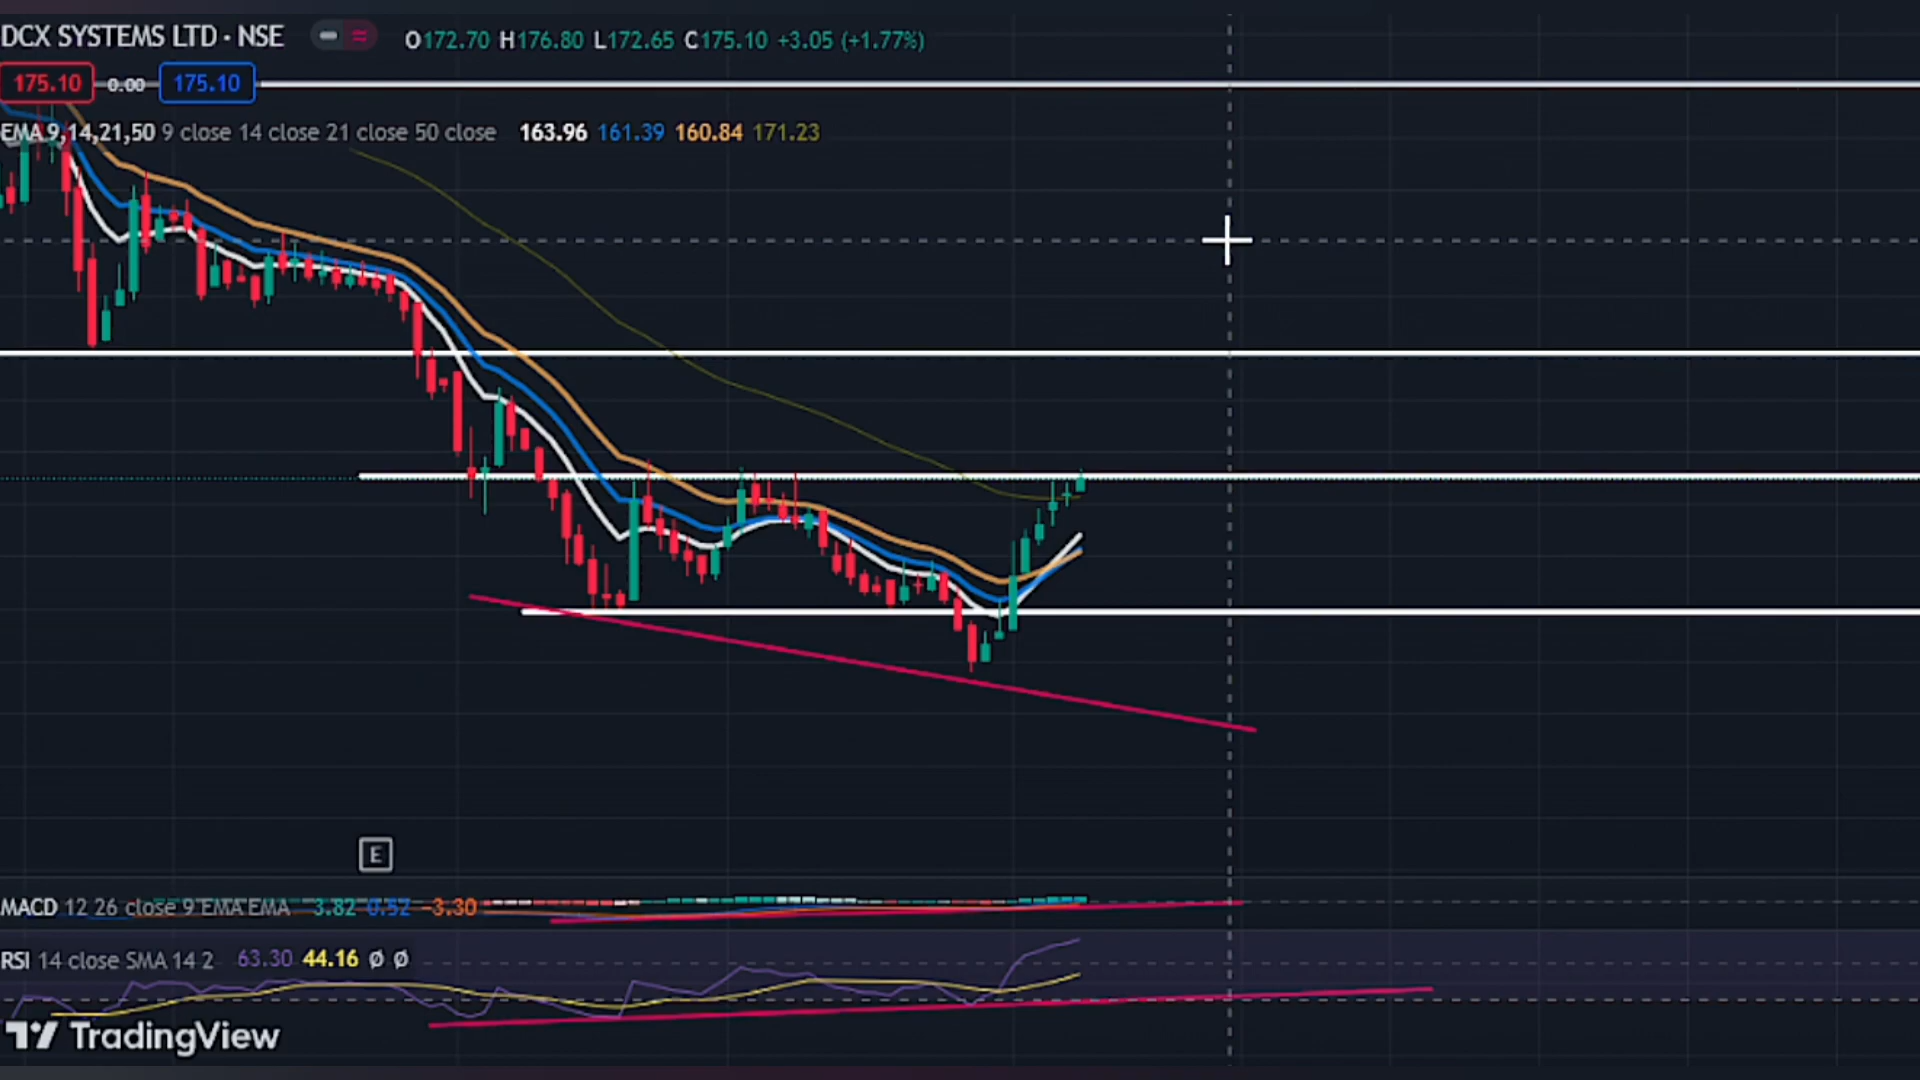 DCX SYSTEMS LTD · NSE O172.70 H176.80 L172.65 C175.10 +3.05 (+1.77%)
175.10 0.00 175.10
EMA 9,14,21,50 9 close 14 close 21 close 50 close 163.96 161.39 160.84 171.23
E
MACD 12 26 close 9 EMA EMA 3.82 0.52 −3.30
RSI 14 close SMA 14 2 63.30 44.16 Ø Ø
TradingView